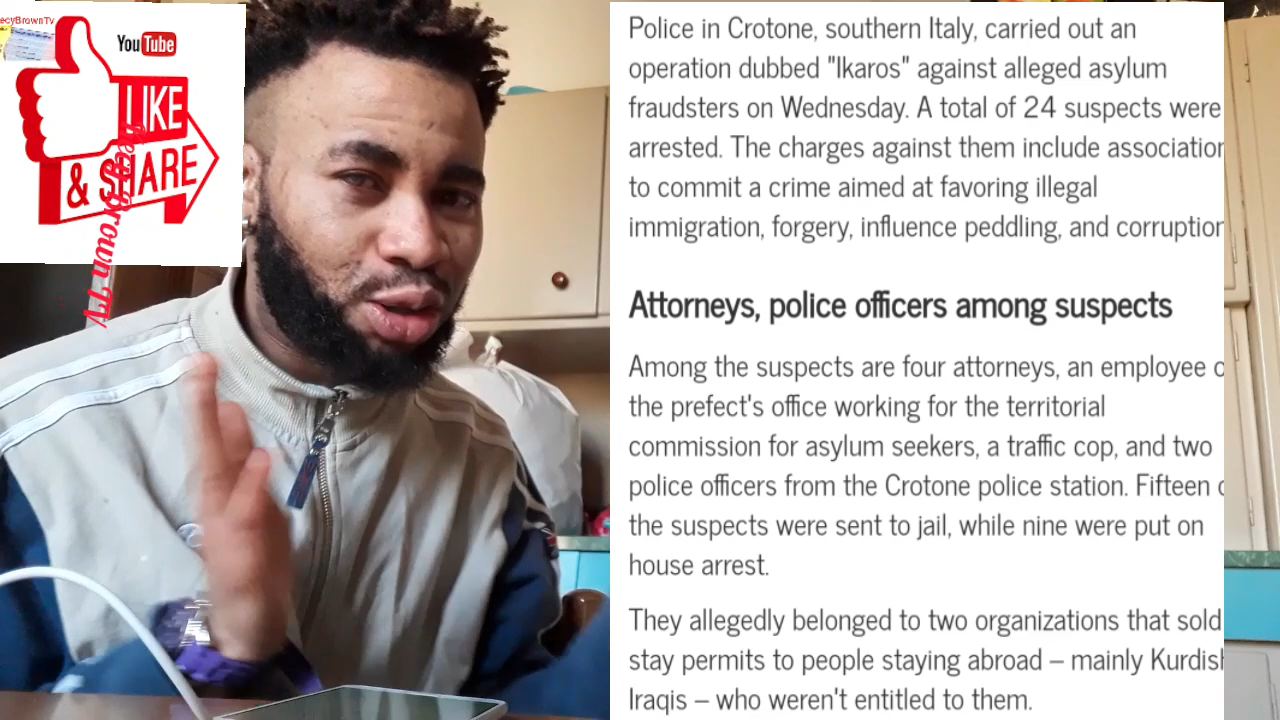 ecyBrownTv
YouTube
LIKE
& SHARE
Police in Crotone, southern Italy, carried out an
operation dubbed "Ikaros" against alleged asylum
fraudsters on Wednesday. A total of 24 suspects were
arrested. The charges against them include association
to commit a crime aimed at favoring illegal
immigration, forgery, influence peddling, and corruption
Attorneys, police officers among suspects
Among the suspects are four attorneys, an employee o
the prefect's office working for the territorial
commission for asylum seekers, a traffic cop, and two
police officers from the Crotone police station. Fifteen o
the suspects were sent to jail, while nine were put on
house arrest.
They allegedly belonged to two organizations that sold
stay permits to people staying abroad – mainly Kurdish
Iraqis – who weren't entitled to them.